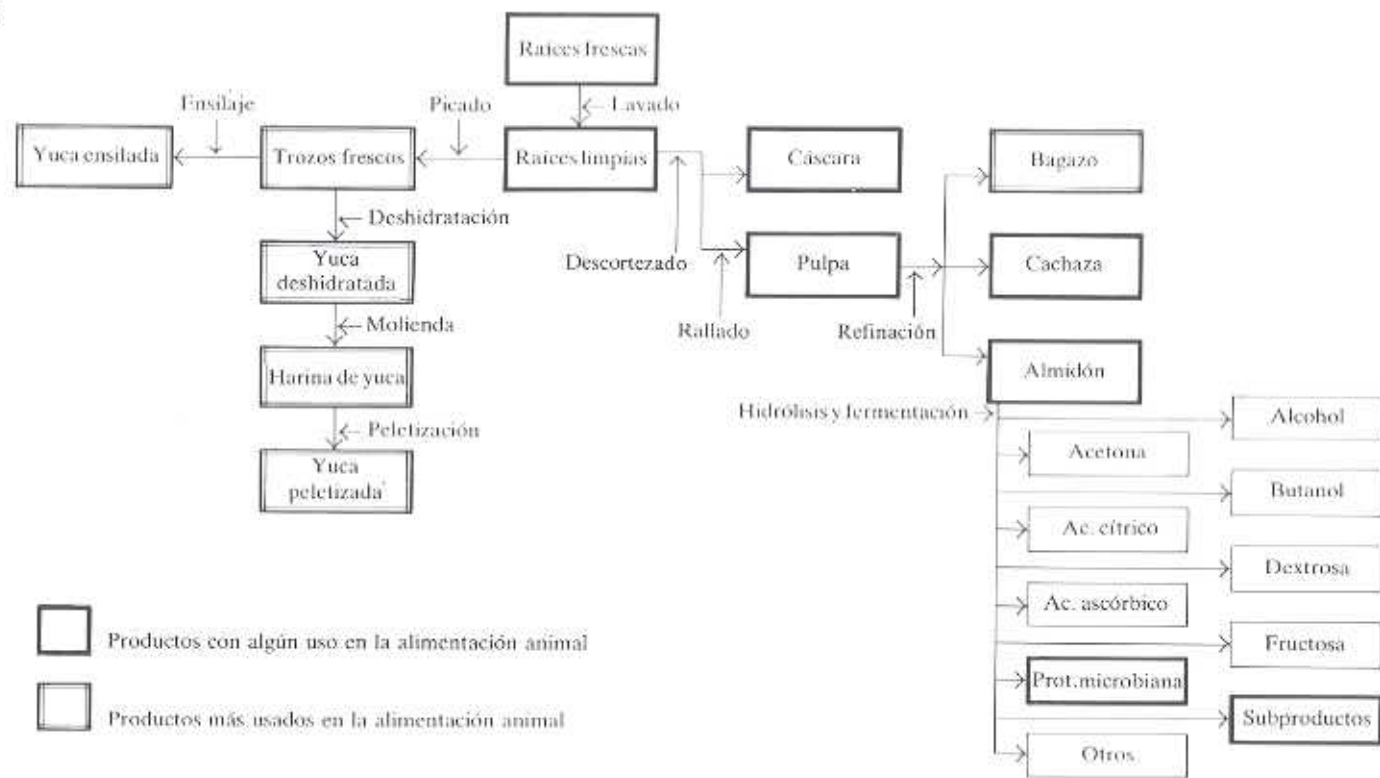 Raíces frescas
Ensilaje
Picado
Lavado
Yuca ensilada
Trozos frescos
Raíces limpias
Cáscara
Bagazo
Deshidratación
Yuca
deshidratada
Descortezado
Pulpa
Cachaza
Molienda
Rallado
Refinación
Harina de yuca
Almidón
Hidrólisis y fermentación
Alcohol
Peletización
Acetona
Yuca
peletizada
Butanol
Ac. cítrico
Dextrosa
Ac. ascórbico
Productos con algún uso en la alimentación animal
Fructosa
Prot. microbiana
Productos más usados en la alimentación animal
Subproductos
Otros